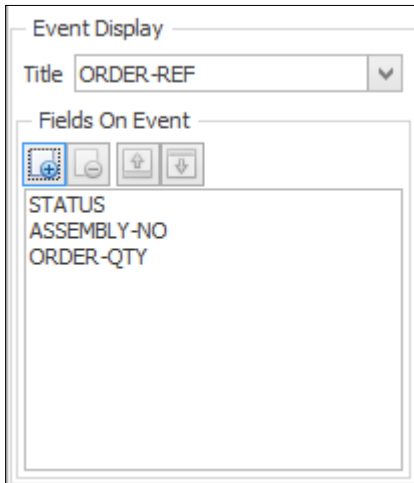 Event Display
Title ORDER-REF
Fields On Event
STATUS
ASSEMBLY-NO
ORDER-QTY